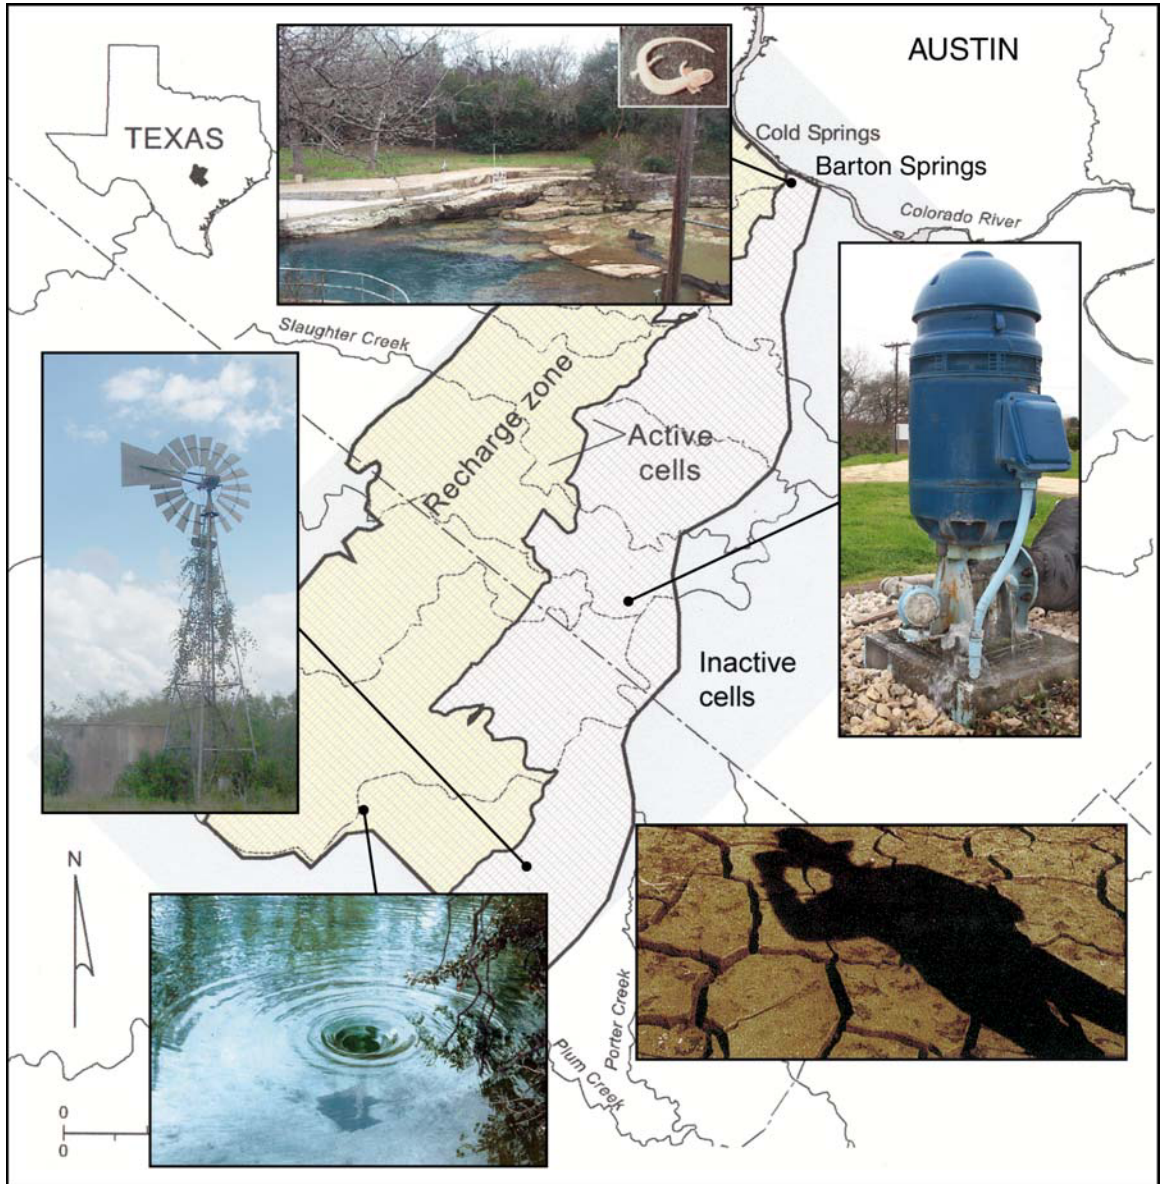 AUSTIN
TEXAS
Cold Springs
Barton Springs
Colorado River
Slaughter Creek
Recharge zone
Active
cells
Inactive
cells
N
Porter Creek
Plum Creek
0
0